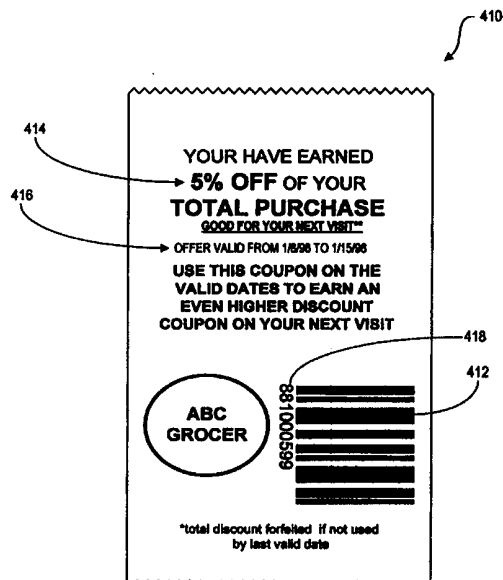 410
414
YOUR HAVE EARNED
5% OFF OF YOUR
416
TOTAL PURCHASE
GOOD FOR YOUR NEXT VISIT**
OFFER VALID FROM 1/8/96 TO 1/15/96
USE THIS COUPON ON THE
VALID DATES TO EARN AN
EVEN HIGHER DISCOUNT
COUPON ON YOUR NEXT VISIT
418
412
881000599
ABC
GROCER
*total discount forfeited if not used
by last valid date